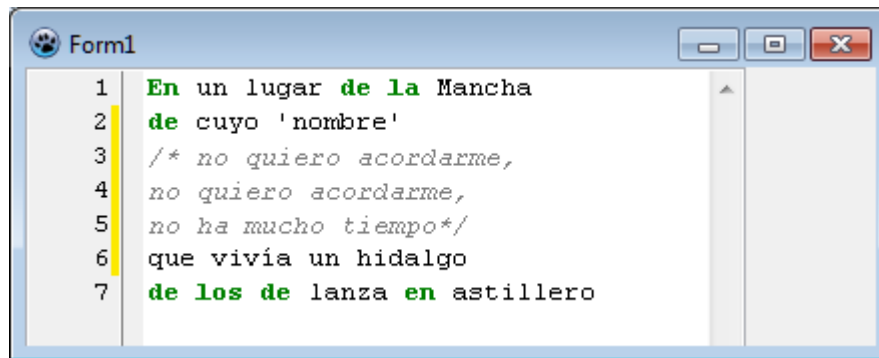 Form1
1 En un lugar de la Mancha
2 de cuyo 'nombre'
3 /* no quiero acordarme,
4 no quiero acordarme,
5 no ha mucho tiempo*/
6 que vivía un hidalgo
7 de los de lanza en astillero